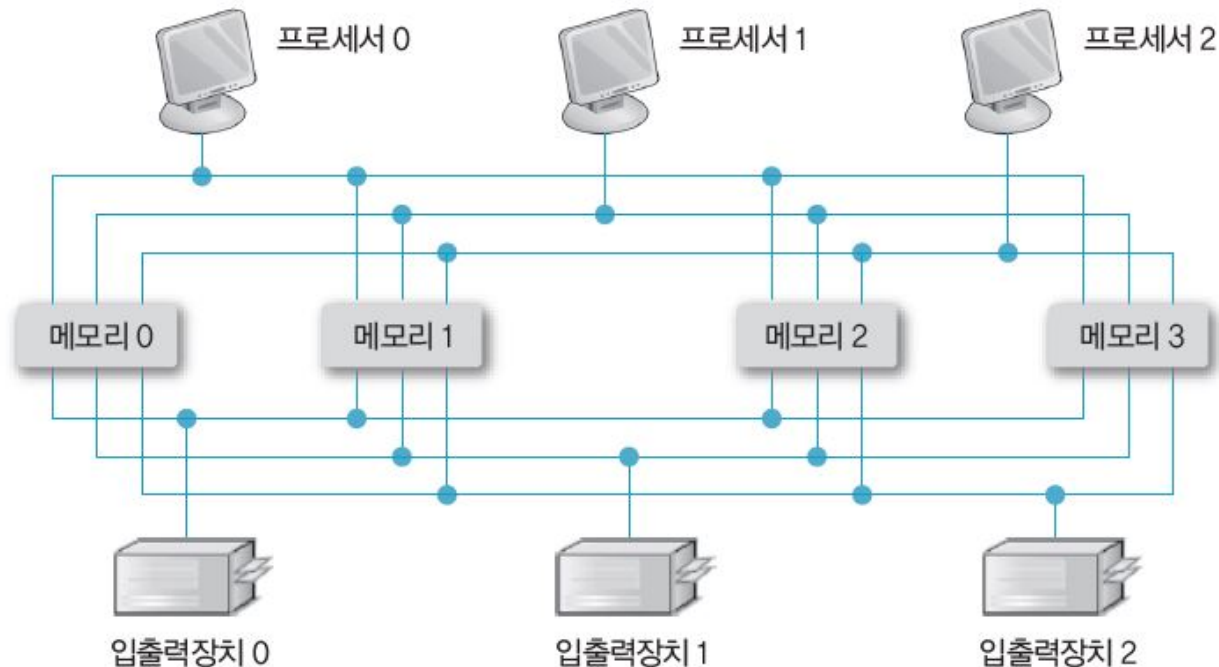 프로세서 0
프로세서 1
프로세서 2
메모리 0
메모리 1
메모리 2
메모리 3
입출력장치 0
입출력장치 1
입출력장치 2